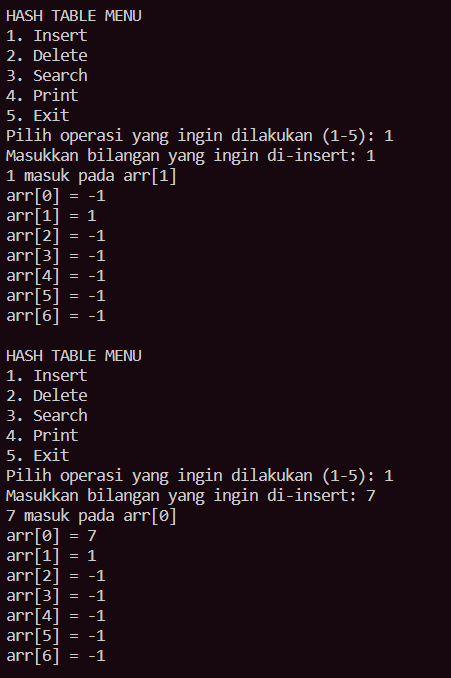 HASH TABLE MENU
1. Insert
2. Delete
3. Search
4. Print
5. Exit
Pilih operasi yang ingin dilakukan (1-5): 1
Masukkan bilangan yang ingin di-insert: 1
1 masuk pada arr[1]
arr[0] = -1
arr[1] = 1
arr[2] = -1
arr[3] = -1
arr[4] = -1
arr[5] = -1
arr[6] = -1

HASH TABLE MENU
1. Insert
2. Delete
3. Search
4. Print
5. Exit
Pilih operasi yang ingin dilakukan (1-5): 1
Masukkan bilangan yang ingin di-insert: 7
7 masuk pada arr[0]
arr[0] = 7
arr[1] = 1
arr[2] = -1
arr[3] = -1
arr[4] = -1
arr[5] = -1
arr[6] = -1